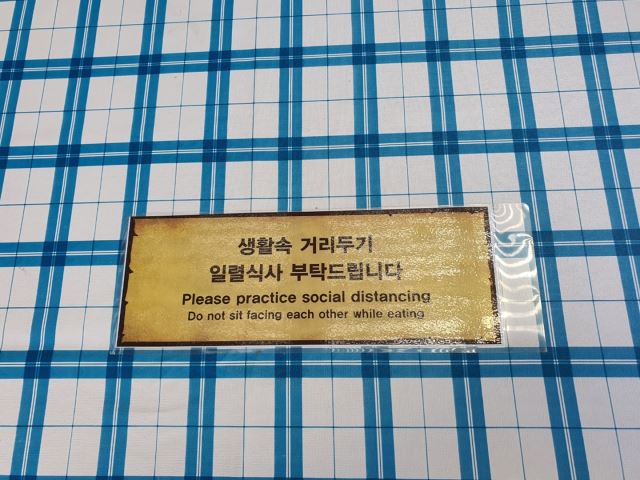 생활속 거리두기
일렬식사 부탁드립니다
Please practice social distancing
Do not sit facing each other while eating